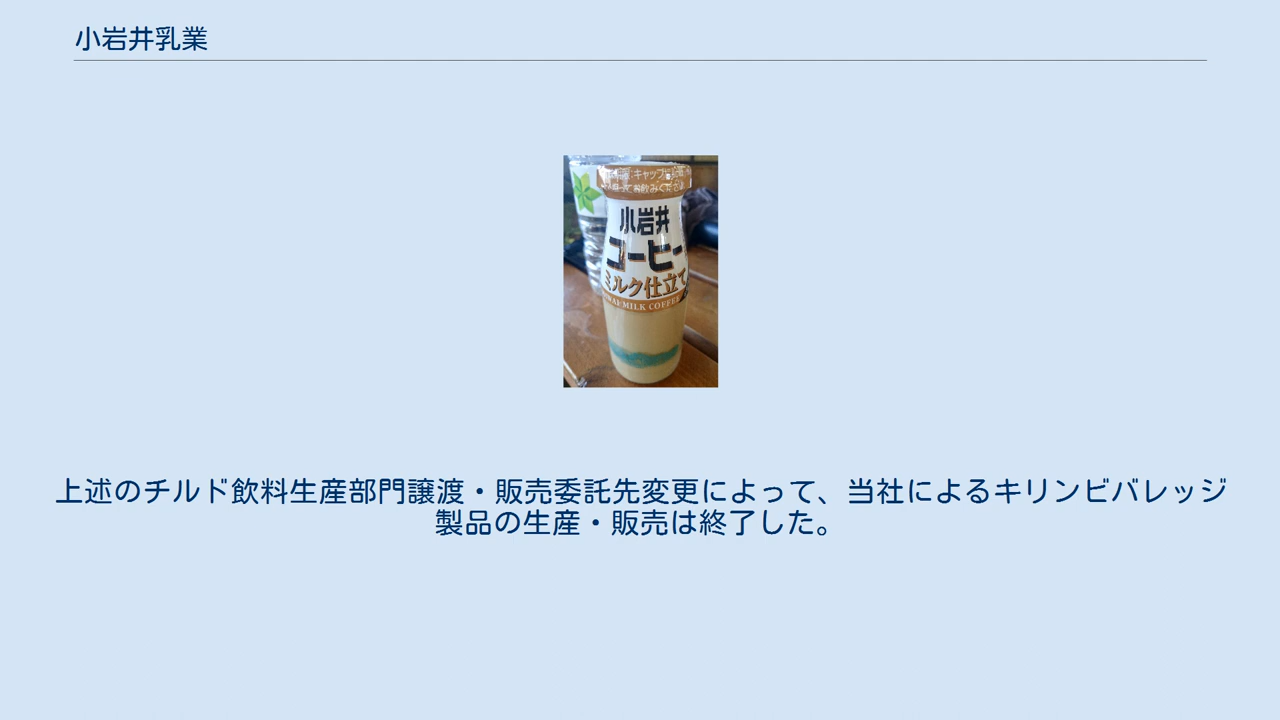 小岩井乳業
小岩井
コーヒー
ミルク仕立て
上述のチルド飲料生産部門譲渡・販売委託先変更によって、当社によるキリンビバレッジ
製品の生産・販売は終了した。